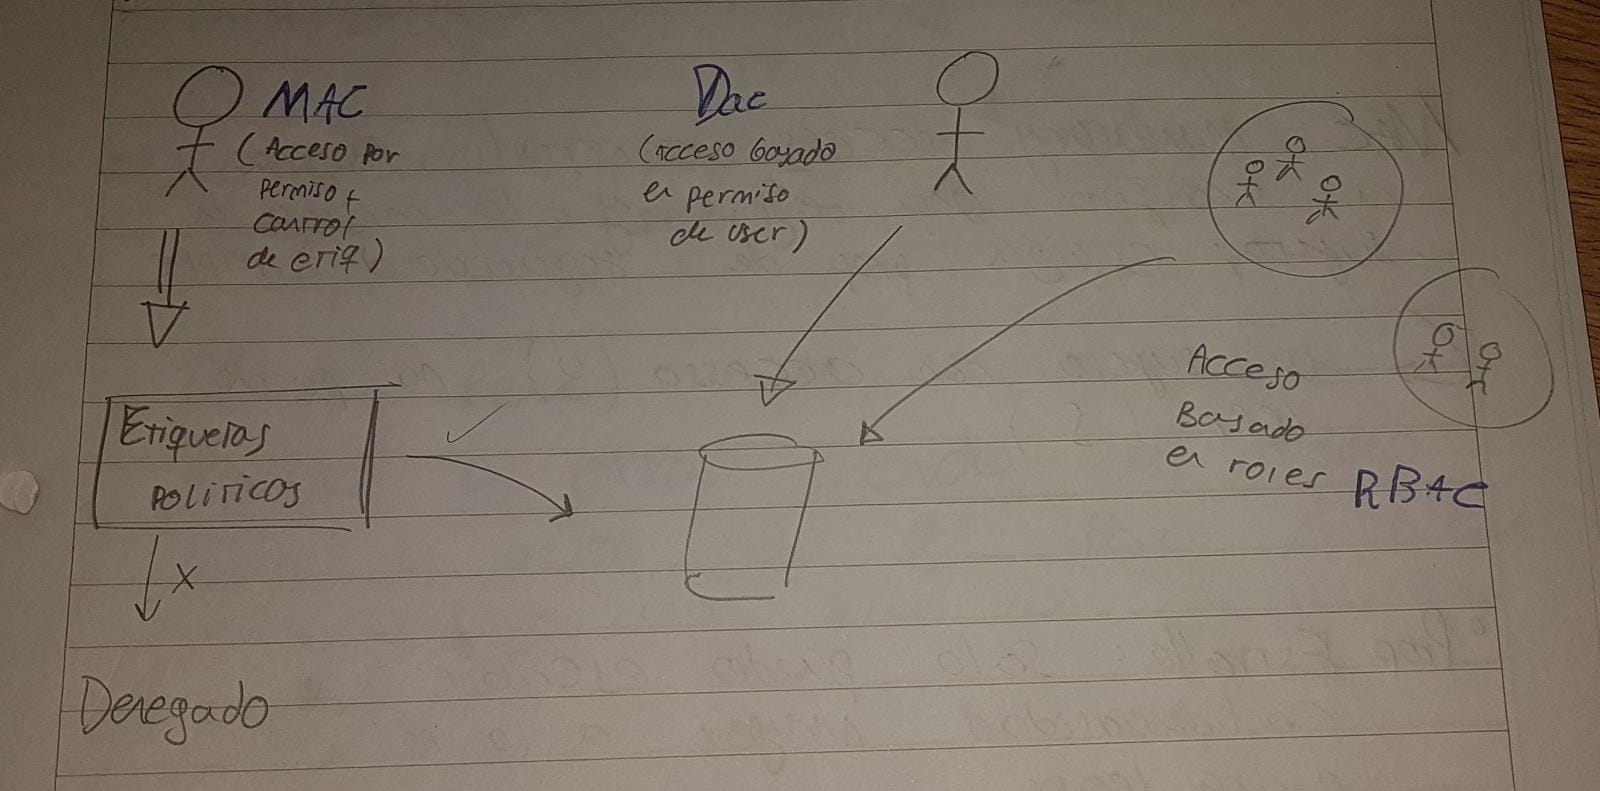 MAC
(Acceso por
permiso +
control
de etiq)
Dac
(acceso basado
en permiso
de user)
Etiquetas
politicos
✓
X
Denegado
Acceso
Basado
en roles
RBAC